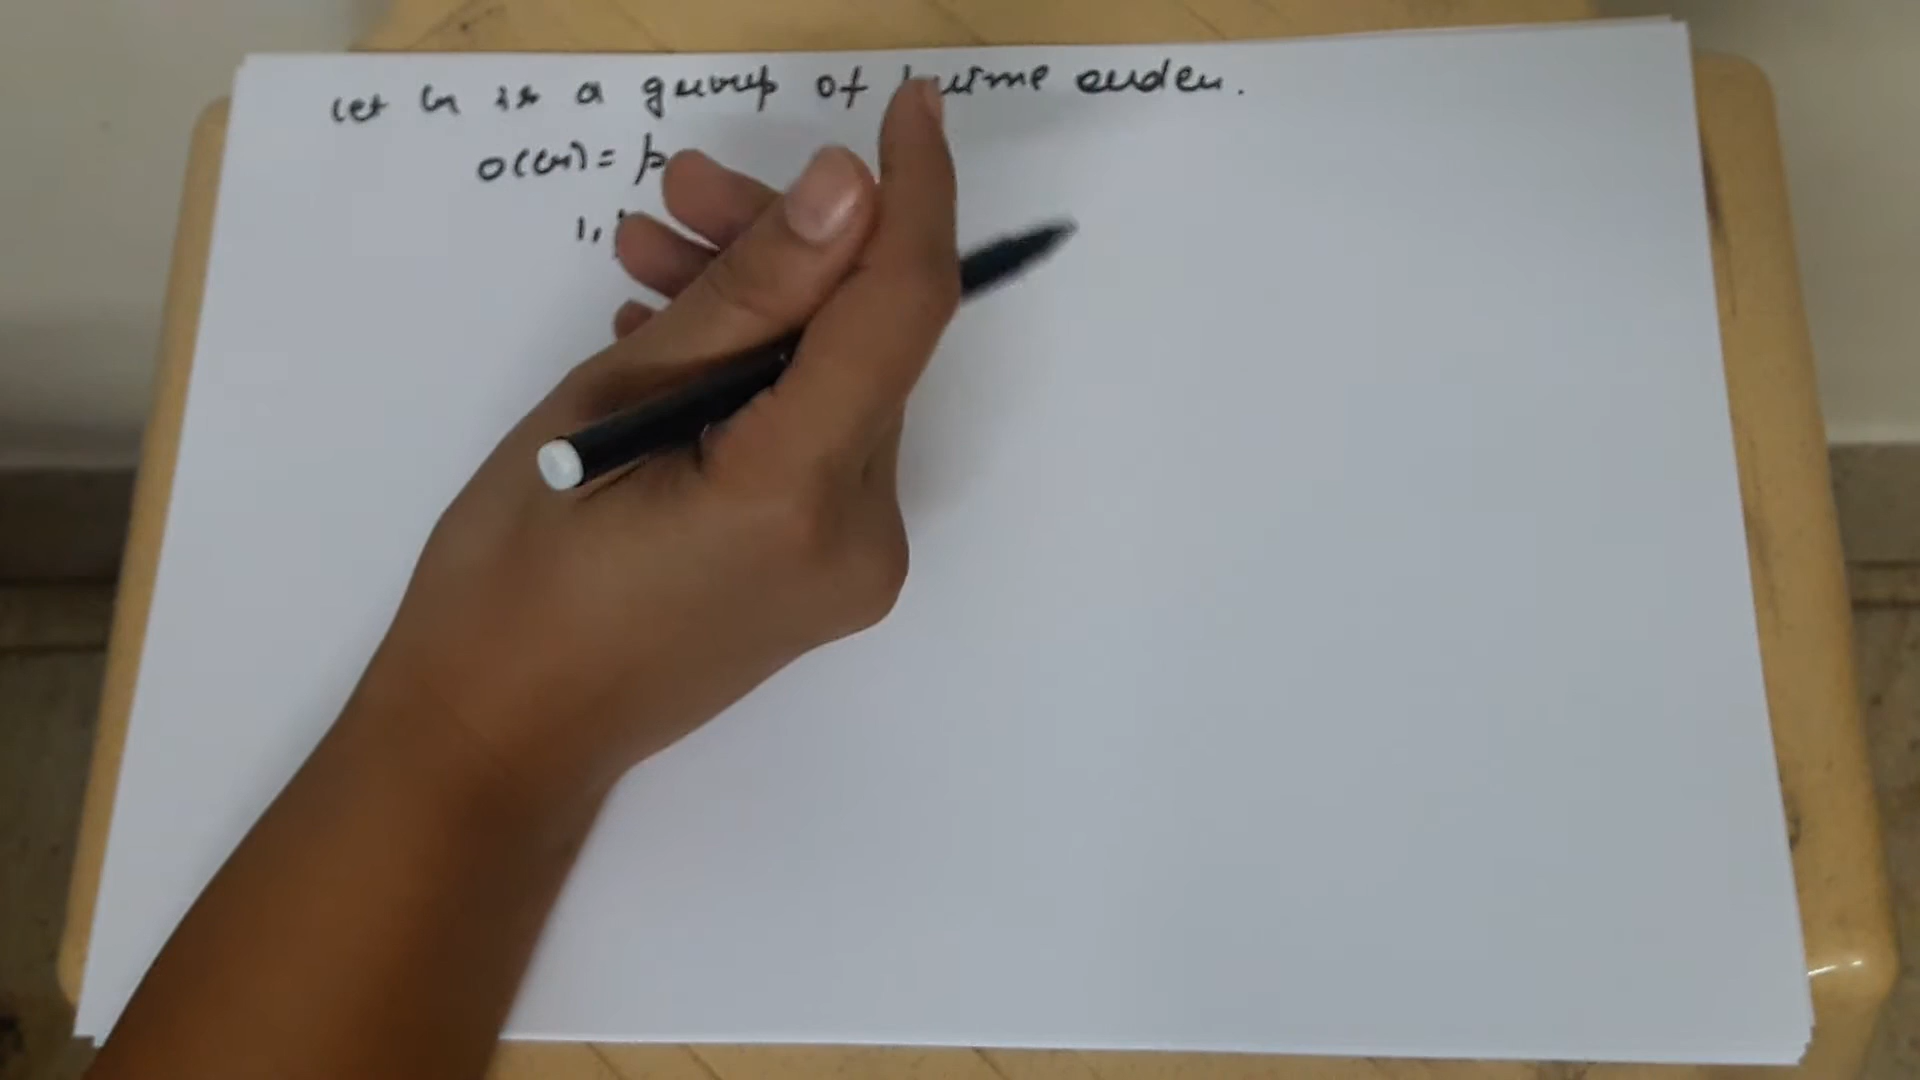 Let G is a group of prime order.
O(G) = p
1,